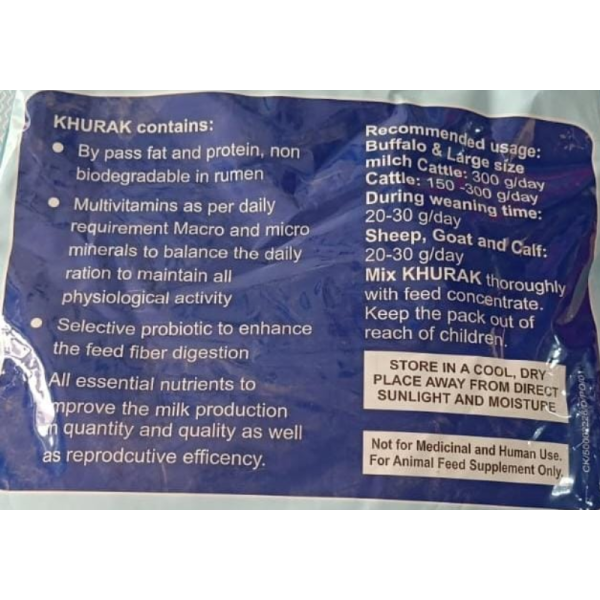 KHURAK contains:
• By pass fat and protein, non
biodegradable in rumen
• Multivitamins as per daily
requirement Macro and micro
minerals to balance the daily
ration to maintain all
physiological activity
• Selective probiotic to enhance
the feed fiber digestion
All essential nutrients to
mprove the milk production
n quantity and quality as well
as reprodcutive efficency.
Recommended usage:
Buffalo & Large size
milch Cattle: 300 g/day
Cattle: 150 -300 g/day
During weaning time:
20-30 g/day
Sheep, Goat and Calf:
20-30 g/day
Mix KHURAK thoroughly
with feed concentrate.
Keep the pack out of
reach of children.
STORE IN A COOL, DRY
PLACE AWAY FROM DIRECT
SUNLIGHT AND MOISTURE
Not for Medicinal and Human Use.
For Animal Feed Supplement Only.